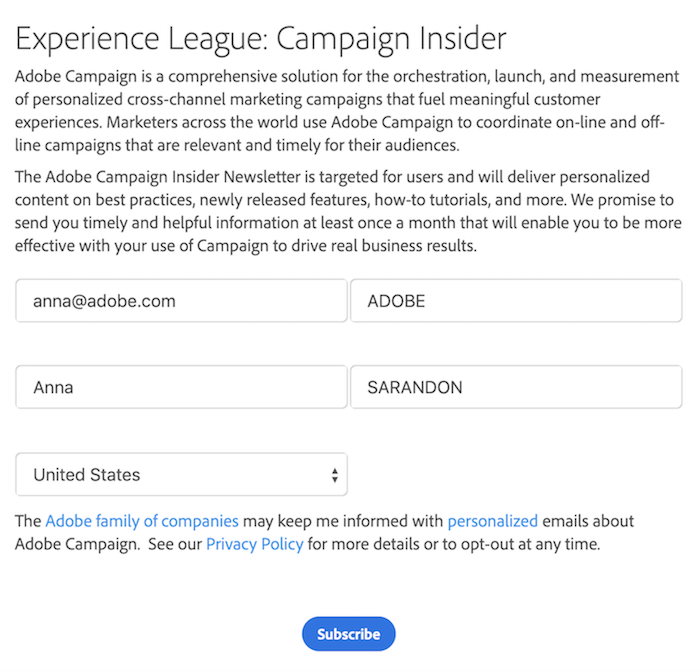 Experience League: Campaign Insider
Adobe Campaign is a comprehensive solution for the orchestration, launch, and measurement
of personalized cross-channel marketing campaigns that fuel meaningful customer
experiences. Marketers across the world use Adobe Campaign to coordinate on-line and off-
line campaigns that are relevant and timely for their audiences.
The Adobe Campaign Insider Newsletter is targeted for users and will deliver personalized
content on best practices, newly released features, how-to tutorials, and more. We promise to
send you timely and helpful information at least once a month that will enable you to be more
effective with your use of Campaign to drive real business results.
anna@adobe.com
ADOBE
Anna
SARANDON
United States
The Adobe family of companies may keep me informed with personalized emails about
Adobe Campaign. See our Privacy Policy for more details or to opt-out at any time.
Subscribe